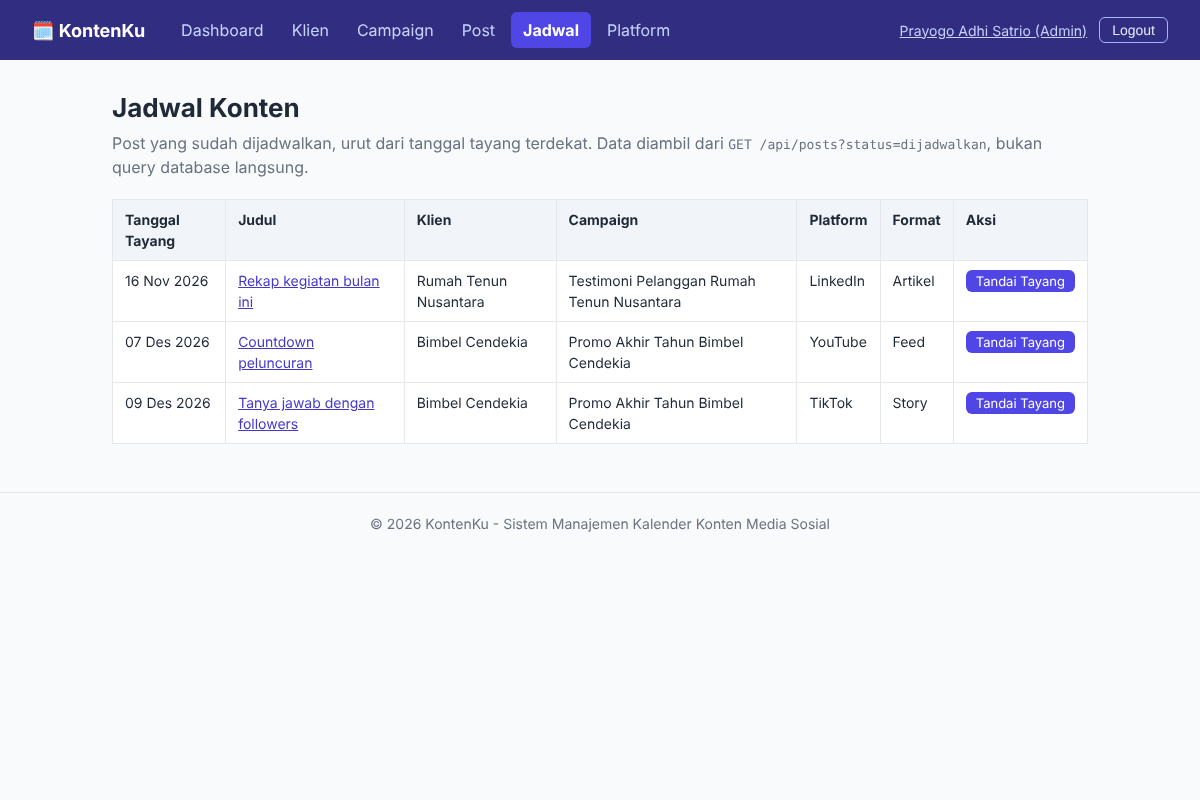 🗓️ KontenKu Dashboard Klien Campaign Post Jadwal Platform Prayogo Adhi Satrio (Admin) Logout
Jadwal Konten
Post yang sudah dijadwalkan, urut dari tanggal tayang terdekat. Data diambil dari GET /api/posts?status=dijadwalkan, bukan
query database langsung.
Tanggal Tayang Judul Klien Campaign Platform Format Aksi
16 Nov 2026 Rekap kegiatan bulan ini Rumah Tenun Nusantara Testimoni Pelanggan Rumah Tenun Nusantara LinkedIn Artikel Tandai Tayang
07 Des 2026 Countdown peluncuran Bimbel Cendekia Promo Akhir Tahun Bimbel Cendekia YouTube Feed Tandai Tayang
09 Des 2026 Tanya jawab dengan followers Bimbel Cendekia Promo Akhir Tahun Bimbel Cendekia TikTok Story Tandai Tayang
© 2026 KontenKu - Sistem Manajemen Kalender Konten Media Sosial